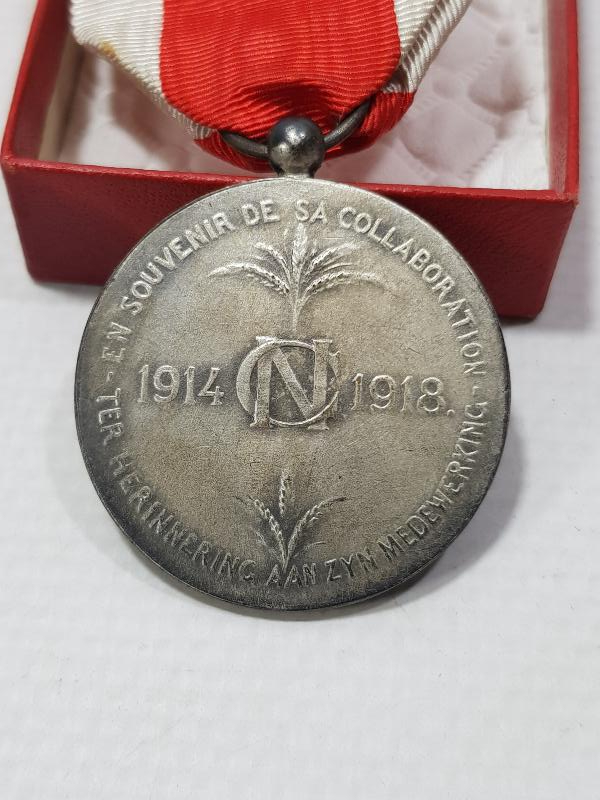 - EN SOUVENIR DE SA COLLABORATION -
1914 CN 1918.
TER HERINNERING AAN ZYN MEDEWERKING